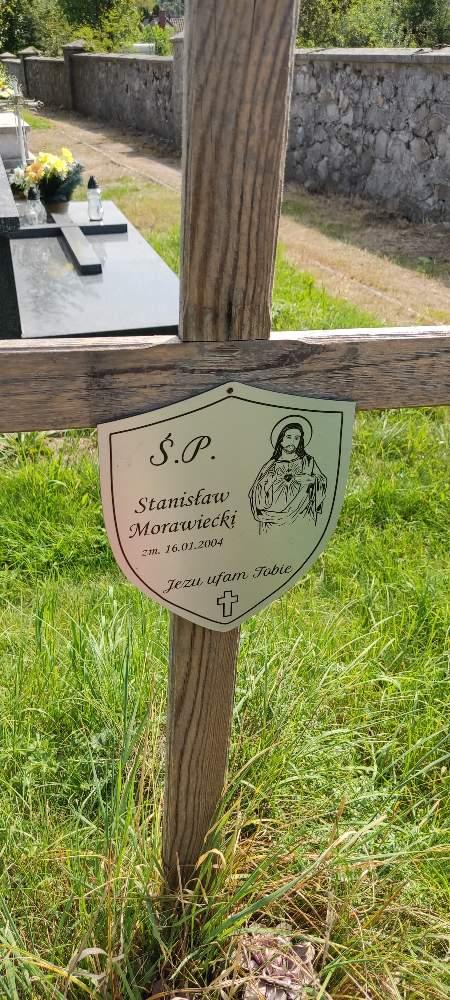 Ś.P.
Stanisław
Morawiecki
zm. 16.01.2004
Jezu ufam Tobie